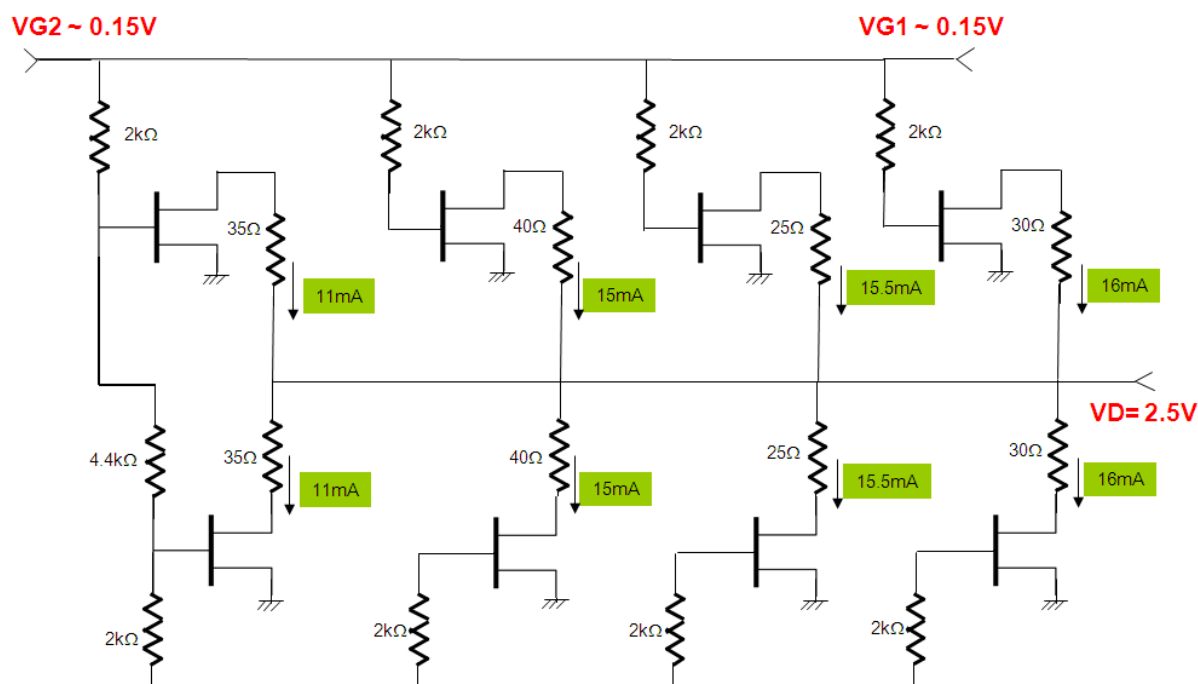 VG2 ~ 0.15V
VG1 ~ 0.15V
2kΩ
2kΩ
2kΩ
2kΩ
35Ω
40Ω
25Ω
30Ω
11mA
15mA
15.5mA
16mA
VD= 2.5V
4.4kΩ
35Ω
40Ω
25Ω
30Ω
11mA
15mA
15.5mA
16mA
2kΩ
2kΩ
2kΩ
2kΩ